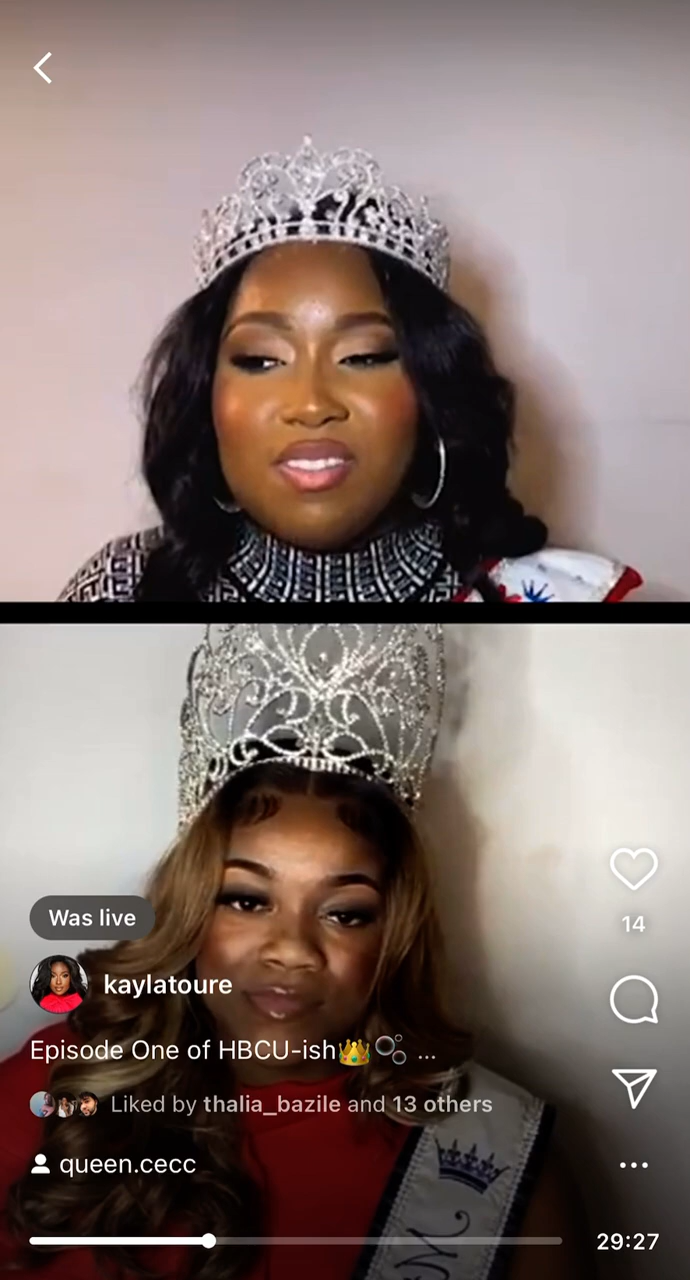 14
Was live
kaylatoure
Episode One of HBCU-ish👑🫧 ...
Liked by thalia_bazile and 13 others
queen.cecc
M
29:27